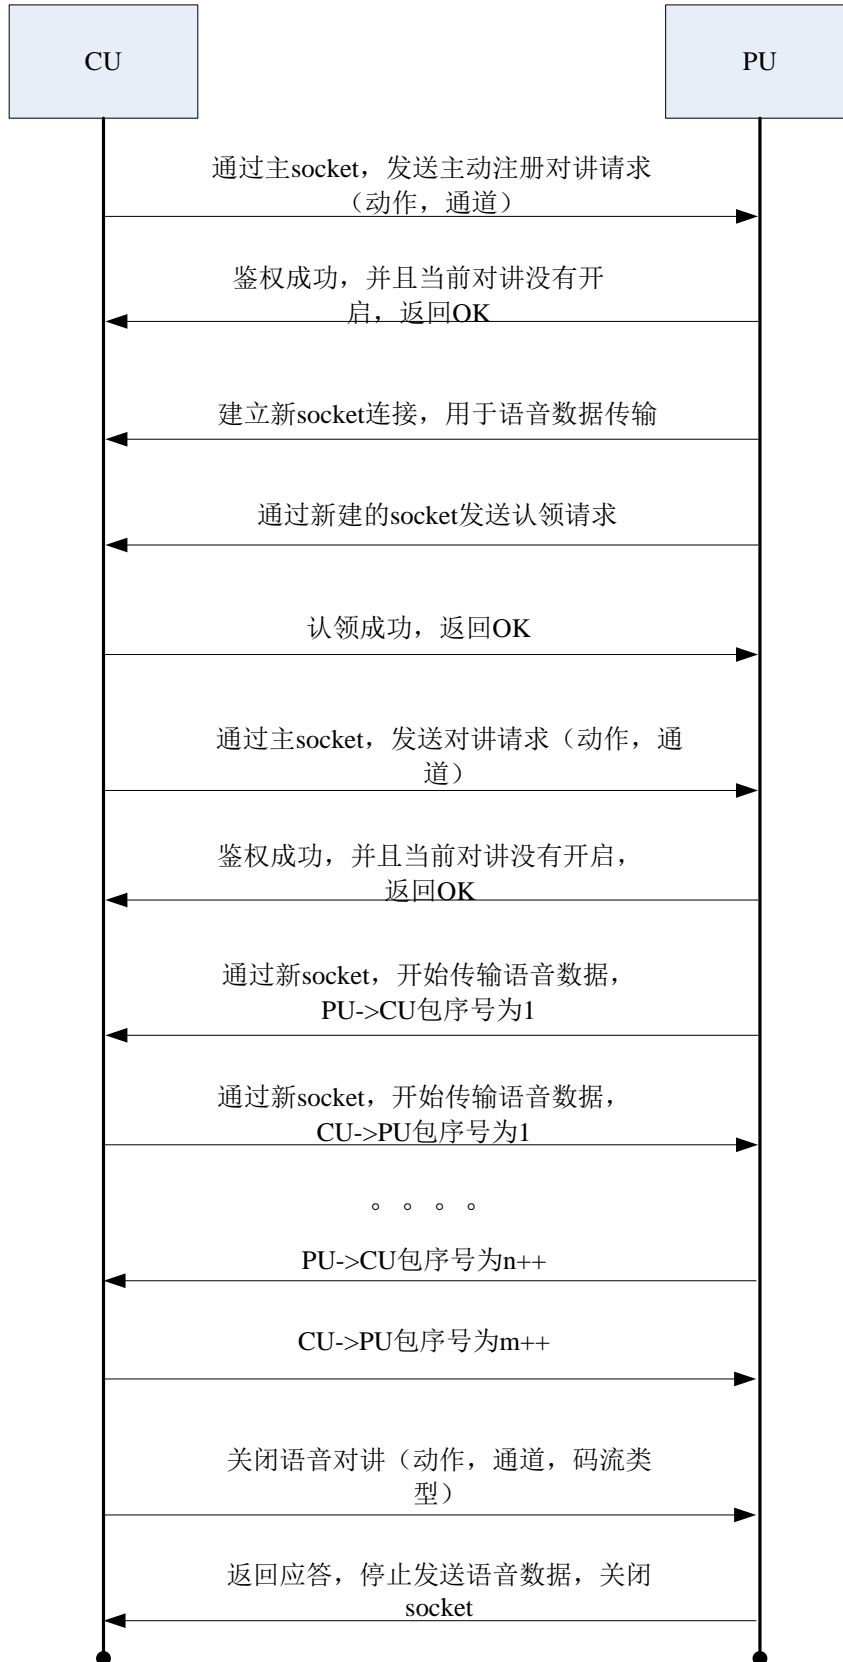 CU
PU
通过主socket，发送主动注册对讲请求
（动作，通道）
鉴权成功，并且当前对讲没有开
启，返回OK
建立新socket连接，用于语音数据传输
通过新建的socket发送认领请求
认领成功，返回OK
通过主socket，发送对讲请求（动作，通
道）
鉴权成功，并且当前对讲没有开启，
返回OK
通过新socket，开始传输语音数据，
PU->CU包序号为1
通过新socket，开始传输语音数据，
CU->PU包序号为1
。。。。
PU->CU包序号为n++
CU->PU包序号为m++
关闭语音对讲（动作，通道，码流类
型）
返回应答，停止发送语音数据，关闭
socket